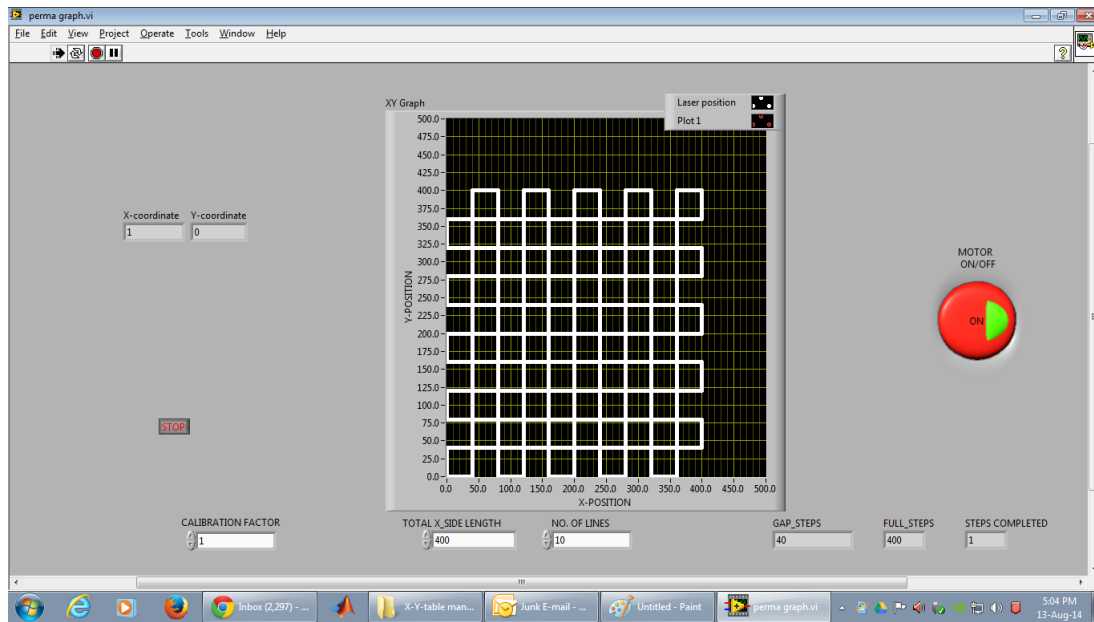 perma graph.vi
File Edit View Project Operate Tools Window Help
?
XY Graph
Laser position
Plot 1
500.0
475.0
450.0
425.0
400.0
375.0
350.0
325.0
300.0
275.0
250.0
225.0
200.0
175.0
150.0
125.0
100.0
75.0
50.0
25.0
0.0
Y-POSITION
0.0 50.0 100.0 150.0 200.0 250.0 300.0 350.0 400.0 450.0 500.0
X-POSITION
X-coordinate Y-coordinate
1 0
MOTOR
ON/OFF
ON
STOP
CALIBRATION FACTOR
1
TOTAL X_SIDE LENGTH NO. OF LINES
400 10
GAP_STEPS FULL_STEPS STEPS COMPLETED
40 400 1
Inbox (2,297) - ... X-Y-table man... Junk E-mail - ... Untitled - Paint perma graph.vi 5:04 PM
13-Aug-14